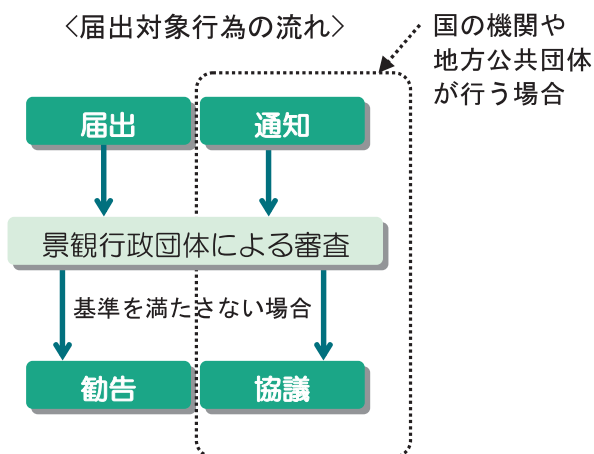 〈届出対象行為の流れ〉
国の機関や
地方公共団体
が行う場合
届出
通知
景観行政団体による審査
基準を満たさない場合
勧告
協議